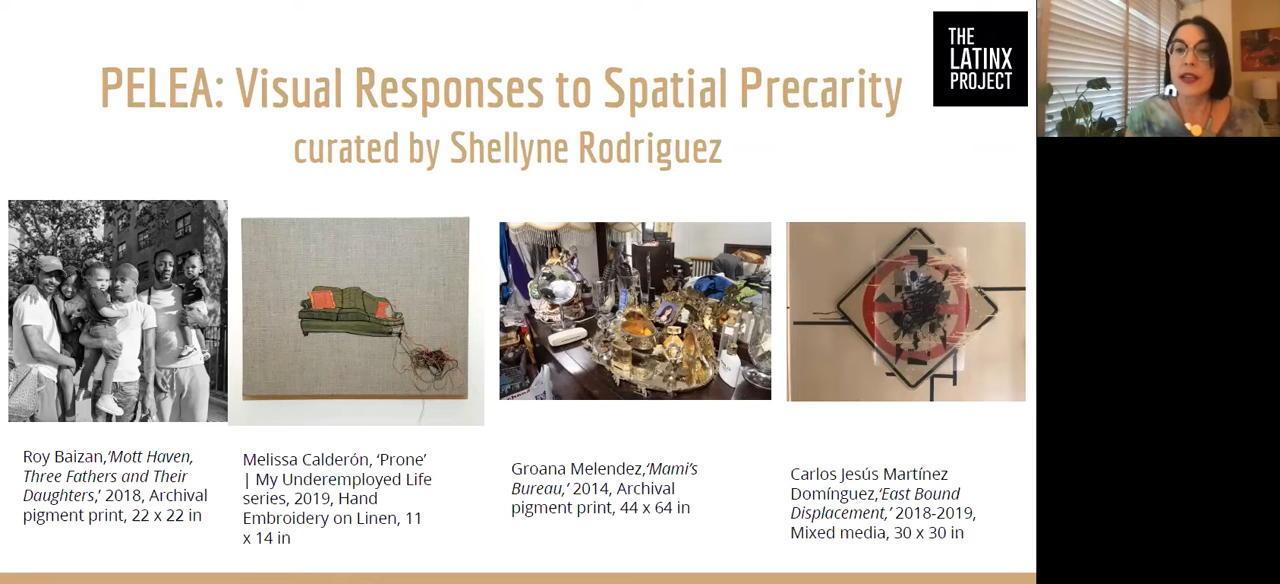 PELEA: Visual Responses to Spatial Precarity
curated by Shellyne Rodriguez
THE
LATINX
PROJECT
Roy Baizan,‘Mott Haven,
Three Fathers and Their
Daughters,’ 2018, Archival
pigment print, 22 x 22 in
Melissa Calderón, ‘Prone’
| My Underemployed Life
series, 2019, Hand
Embroidery on Linen, 11
x 14 in
Groana Melendez,‘Mami’s
Bureau,’ 2014, Archival
pigment print, 44 x 64 in
Carlos Jesús Martínez
Domínguez,‘East Bound
Displacement,’ 2018-2019,
Mixed media, 30 x 30 in